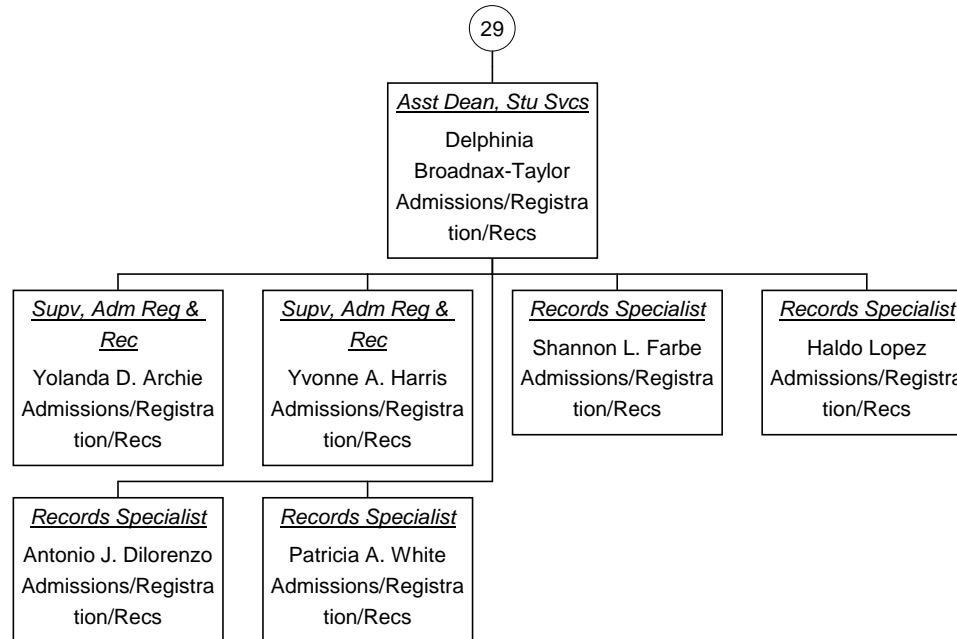 29
Asst Dean, Stu Svcs
Delphinia
Broadnax-Taylor
Admissions/Registra
tion/Recs
Supv, Adm Reg &
Rec
Yolanda D. Archie
Admissions/Registra
tion/Recs
Supv, Adm Reg &
Rec
Yvonne A. Harris
Admissions/Registra
tion/Recs
Records Specialist
Shannon L. Farbe
Admissions/Registra
tion/Recs
Records Specialist
Haldo Lopez
Admissions/Registra
tion/Recs
Records Specialist
Antonio J. Dilorenzo
Admissions/Registra
tion/Recs
Records Specialist
Patricia A. White
Admissions/Registra
tion/Recs